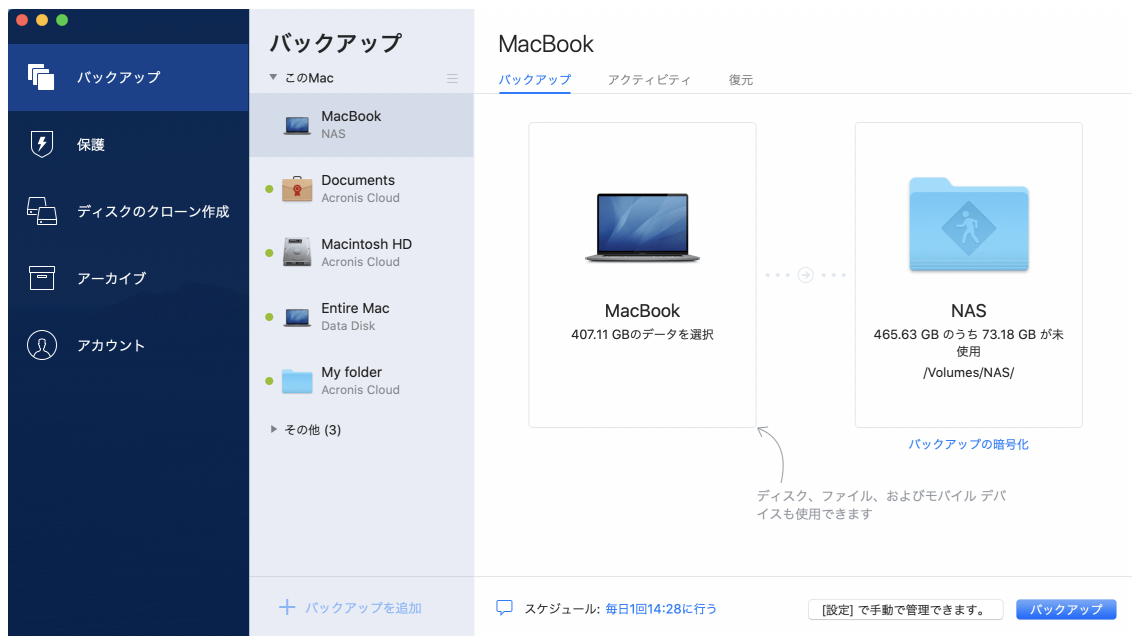 バックアップ
保護
ディスクのクローン作成
アーカイブ
アカウント
バックアップ
このMac
MacBook
NAS
Documents
Acronis Cloud
Macintosh HD
Acronis Cloud
Entire Mac
Data Disk
My folder
Acronis Cloud
その他 (3)
バックアップを追加
MacBook
バックアップ
アクティビティ
復元
MacBook
407.11 GBのデータを選択
NAS
465.63 GB のうち 73.18 GB が未
使用
/Volumes/NAS/
バックアップの暗号化
ディスク、ファイル、およびモバイル デバ
イスも使用できます
スケジュール: 毎日1回14:28に行う
[設定] で手動で管理できます。
バックアップ